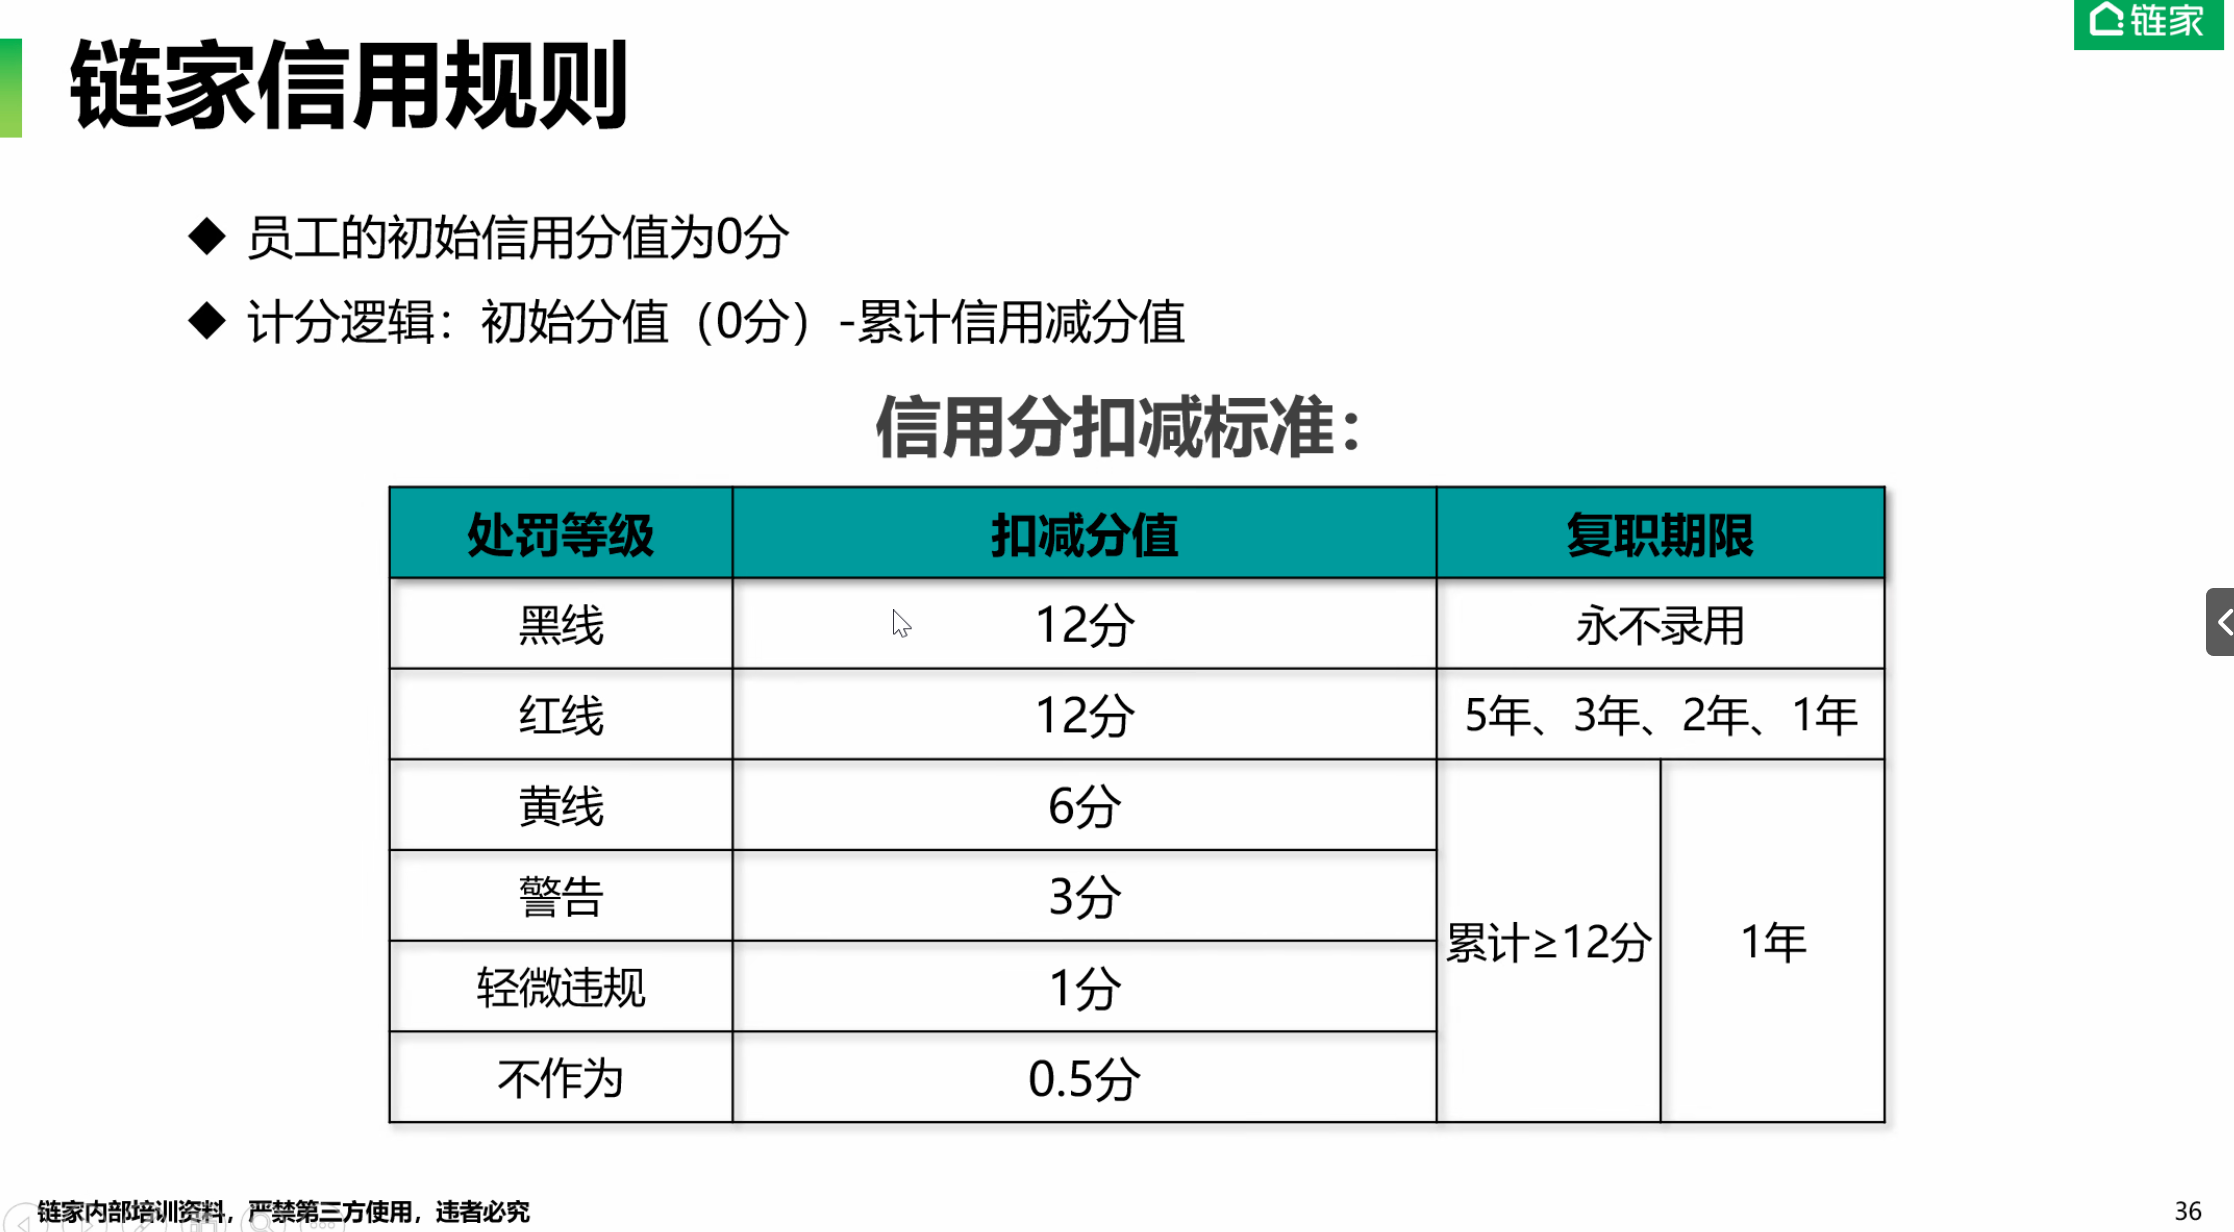 链家
链家信用规则
◆ 员工的初始信用分值为0分
◆ 计分逻辑：初始分值（0分）-累计信用减分值
信用分扣减标准：
处罚等级 扣减分值 复职期限
黑线 12分 永不录用
红线 12分 5年、3年、2年、1年
黄线 6分
警告 3分
累计≥12分 1年
轻微违规 1分
不作为 0.5分
链家内部培训资料，严禁第三方使用，违者必究
36